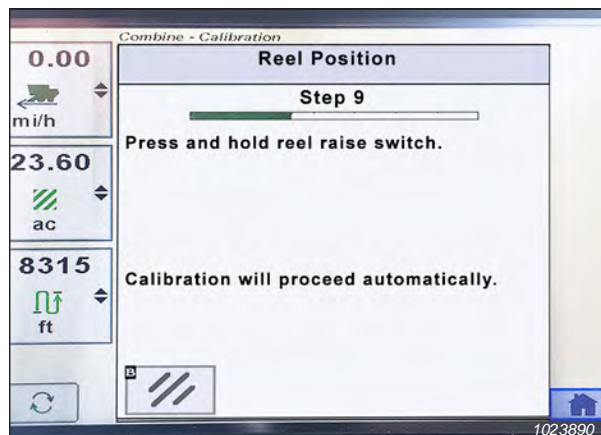 Combine - Calibration
0.00
mi/h
23.60
ac
8315
ft
Reel Position
Step 9
Press and hold reel raise switch.
Calibration will proceed automatically.
B
1023890